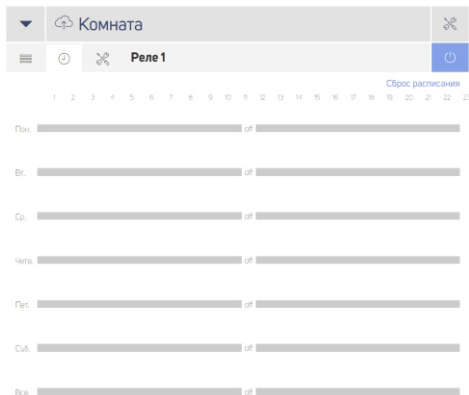 Комната
Реле 1
Сброс расписания
1 2 3 4 5 6 7 8 9 10 11 12 13 14 15 16 17 18 19 20 21 22 23
Пон. off
Вт. off
Ср. off
Четв. off
Пят. off
Суб. off
Вос. off